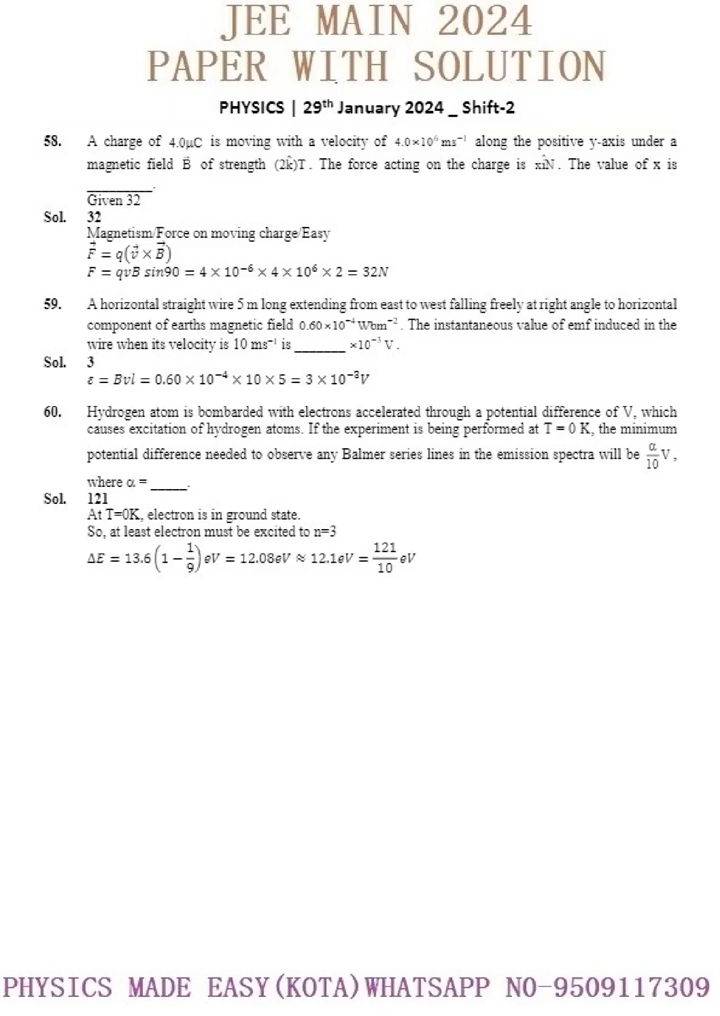 JEE MAIN 2024
PAPER WITH SOLUTION
PHYSICS | 29th January 2024 _ Shift-2
58. A charge of 4.0μC is moving with a velocity of 4.0×10⁶ ms⁻¹ along the positive y-axis under a
magnetic field B⃗ of strength (2k̂)T. The force acting on the charge is xîN. The value of x is
________.
Given 32
Sol. 32
Magnetism/Force on moving charge/Easy
F⃗ = q(v⃗ × B⃗)
F = qvB sin90 = 4 × 10⁻⁶ × 4 × 10⁶ × 2 = 32N
59. A horizontal straight wire 5 m long extending from east to west falling freely at right angle to horizontal
component of earths magnetic field 0.60×10⁻⁴ Wbm⁻². The instantaneous value of emf induced in the
wire when its velocity is 10 ms⁻¹ is _______ ×10⁻³ V.
Sol. 3
ε = Bvl = 0.60 × 10⁻⁴ × 10 × 5 = 3 × 10⁻³V
60. Hydrogen atom is bombarded with electrons accelerated through a potential difference of V, which
causes excitation of hydrogen atoms. If the experiment is being performed at T = 0 K, the minimum
potential difference needed to observe any Balmer series lines in the emission spectra will be α/10 V,
where α = _____.
Sol. 121
At T=0K, electron is in ground state.
So, at least electron must be excited to n=3
ΔE = 13.6(1 − 1/9) eV = 12.08eV ≈ 12.1eV = 121/10 eV
PHYSICS MADE EASY(KOTA)WHATSAPP NO-9509117309